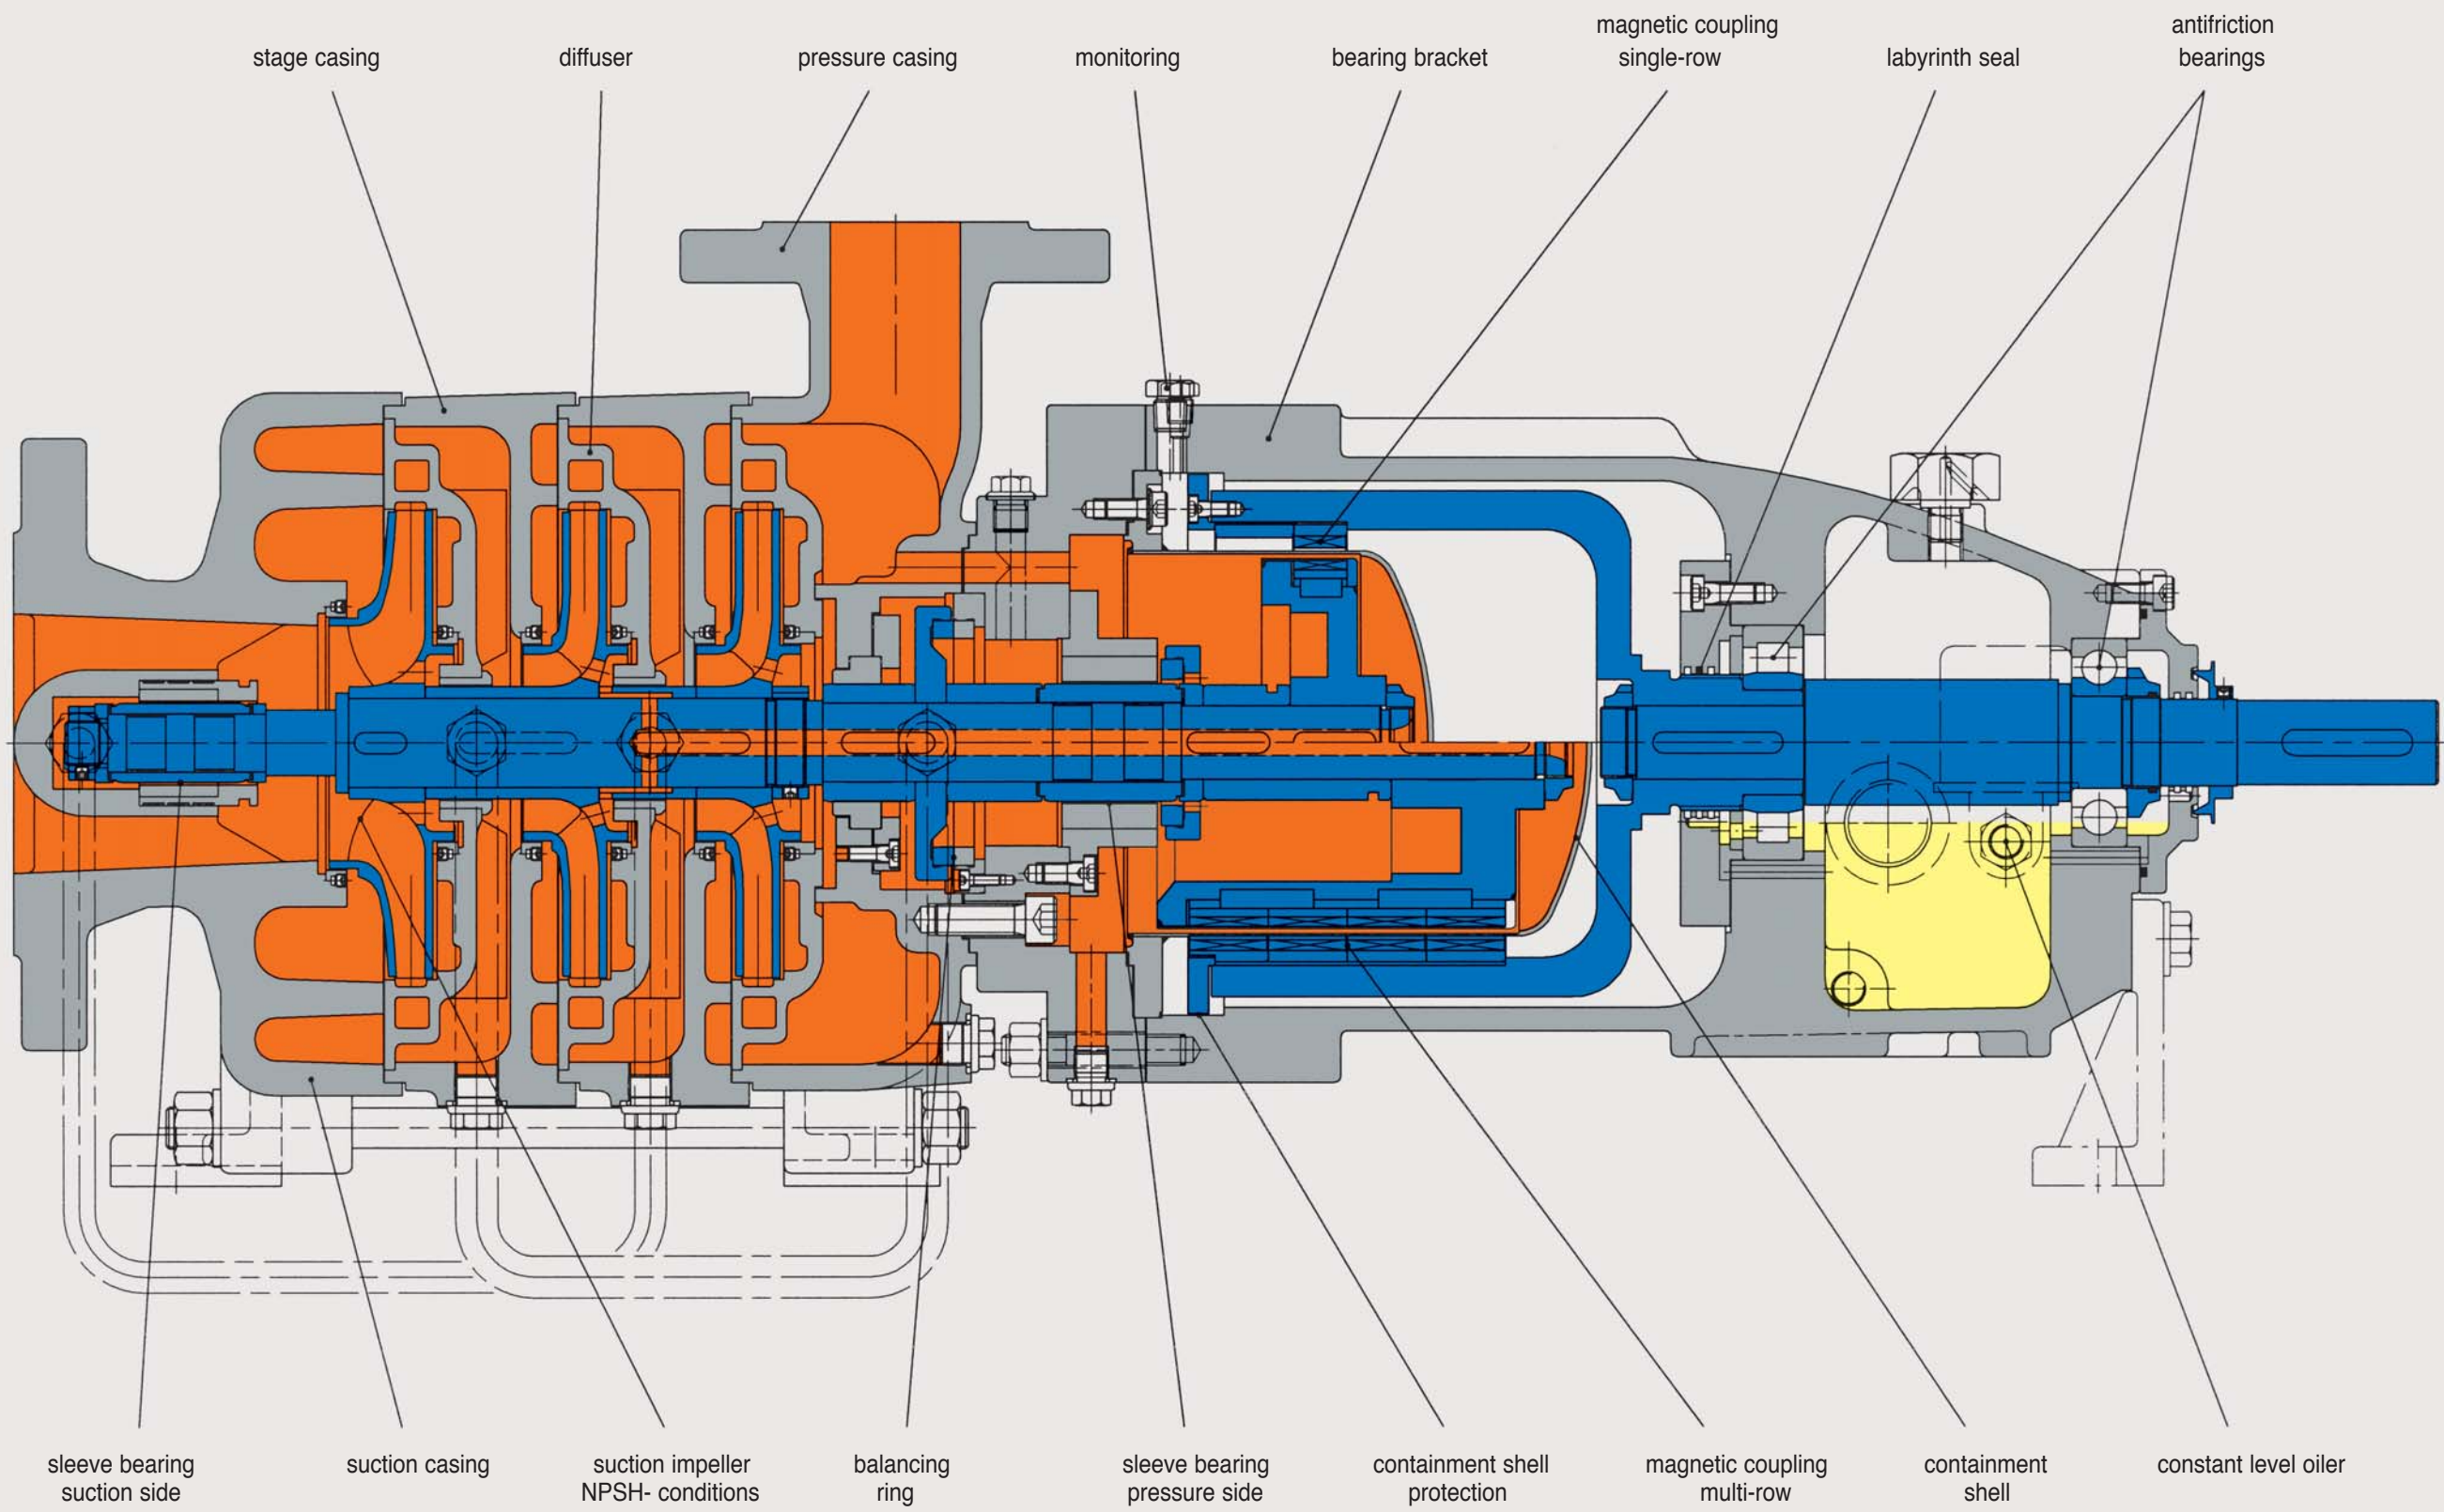 stage casing
diffuser
pressure casing
monitoring
bearing bracket
magnetic coupling
single-row
labyrinth seal
antifriction
bearings
sleeve bearing
suction side
suction casing
suction impeller
NPSH- conditions
balancing
ring
sleeve bearing
pressure side
containment shell
protection
magnetic coupling
multi-row
containment
shell
constant level oiler